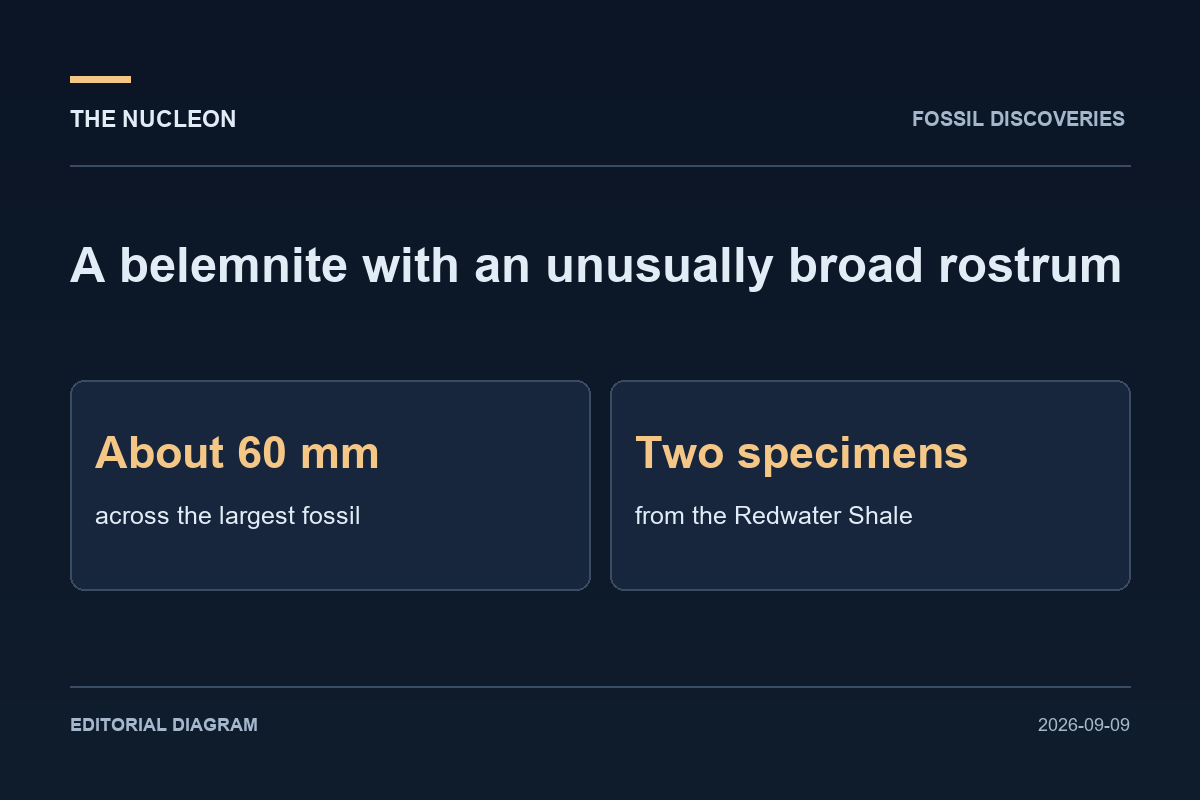 THE NUCLEON
FOSSIL DISCOVERIES
A belemnite with an unusually broad rostrum
About 60 mm
across the largest fossil
Two specimens
from the Redwater Shale
EDITORIAL DIAGRAM
2026-09-09